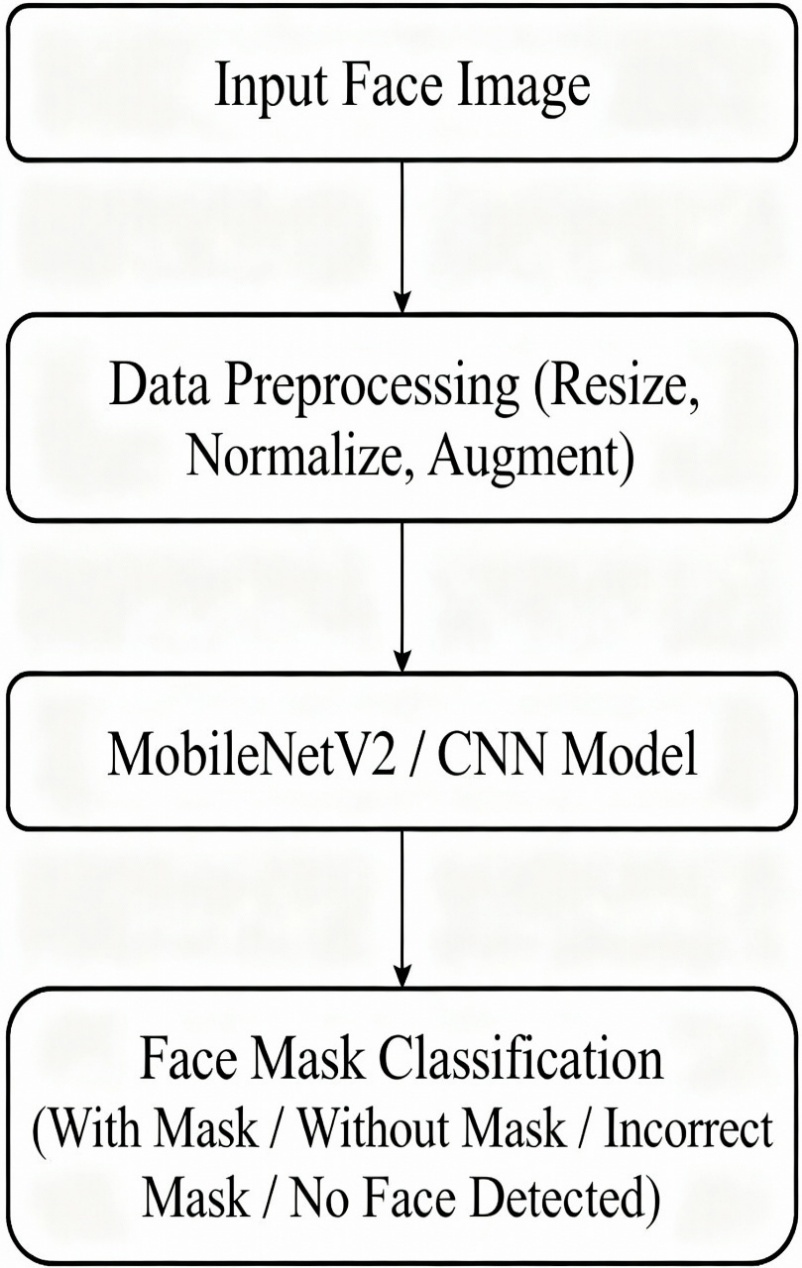 Input Face Image
Data Preprocessing (Resize,
Normalize, Augment)
MobileNetV2 / CNN Model
Face Mask Classification
(With Mask / Without Mask / Incorrect
Mask / No Face Detected)